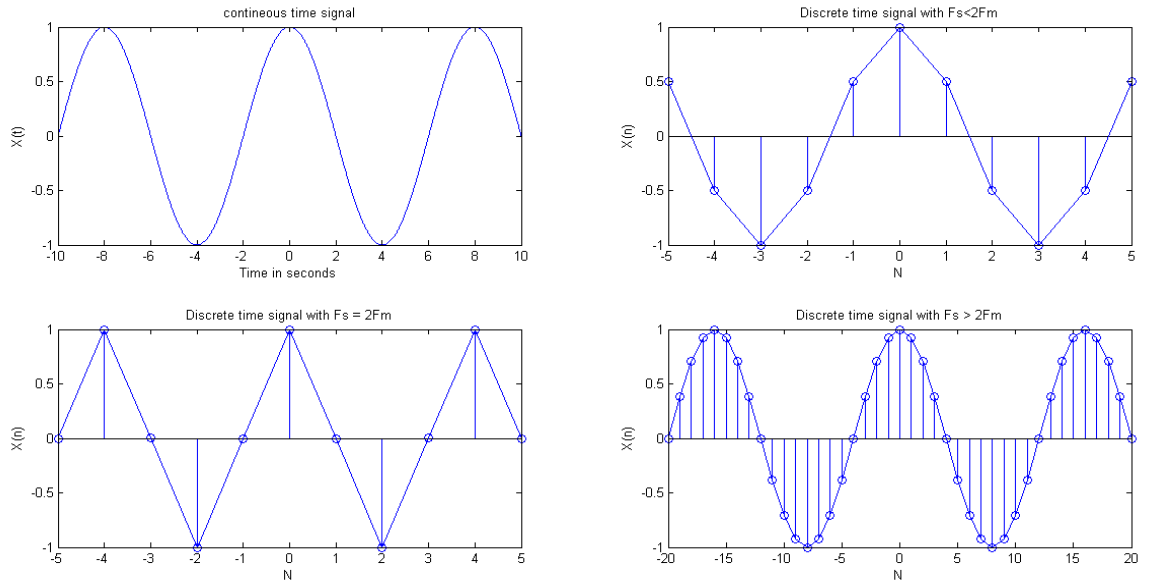 contineous time signal
1
0.5
0
-0.5
-1
X(t)
-10 -8 -6 -4 -2 0 2 4 6 8 10
Time in seconds
Discrete time signal with Fs<2Fm
1
0.5
0
-0.5
-1
X(n)
-5 -4 -3 -2 -1 0 1 2 3 4 5
N
Discrete time signal with Fs = 2Fm
1
0.5
0
-0.5
-1
X(n)
-5 -4 -3 -2 -1 0 1 2 3 4 5
N
Discrete time signal with Fs > 2Fm
1
0.5
0
-0.5
-1
X(n)
-20 -15 -10 -5 0 5 10 15 20
N